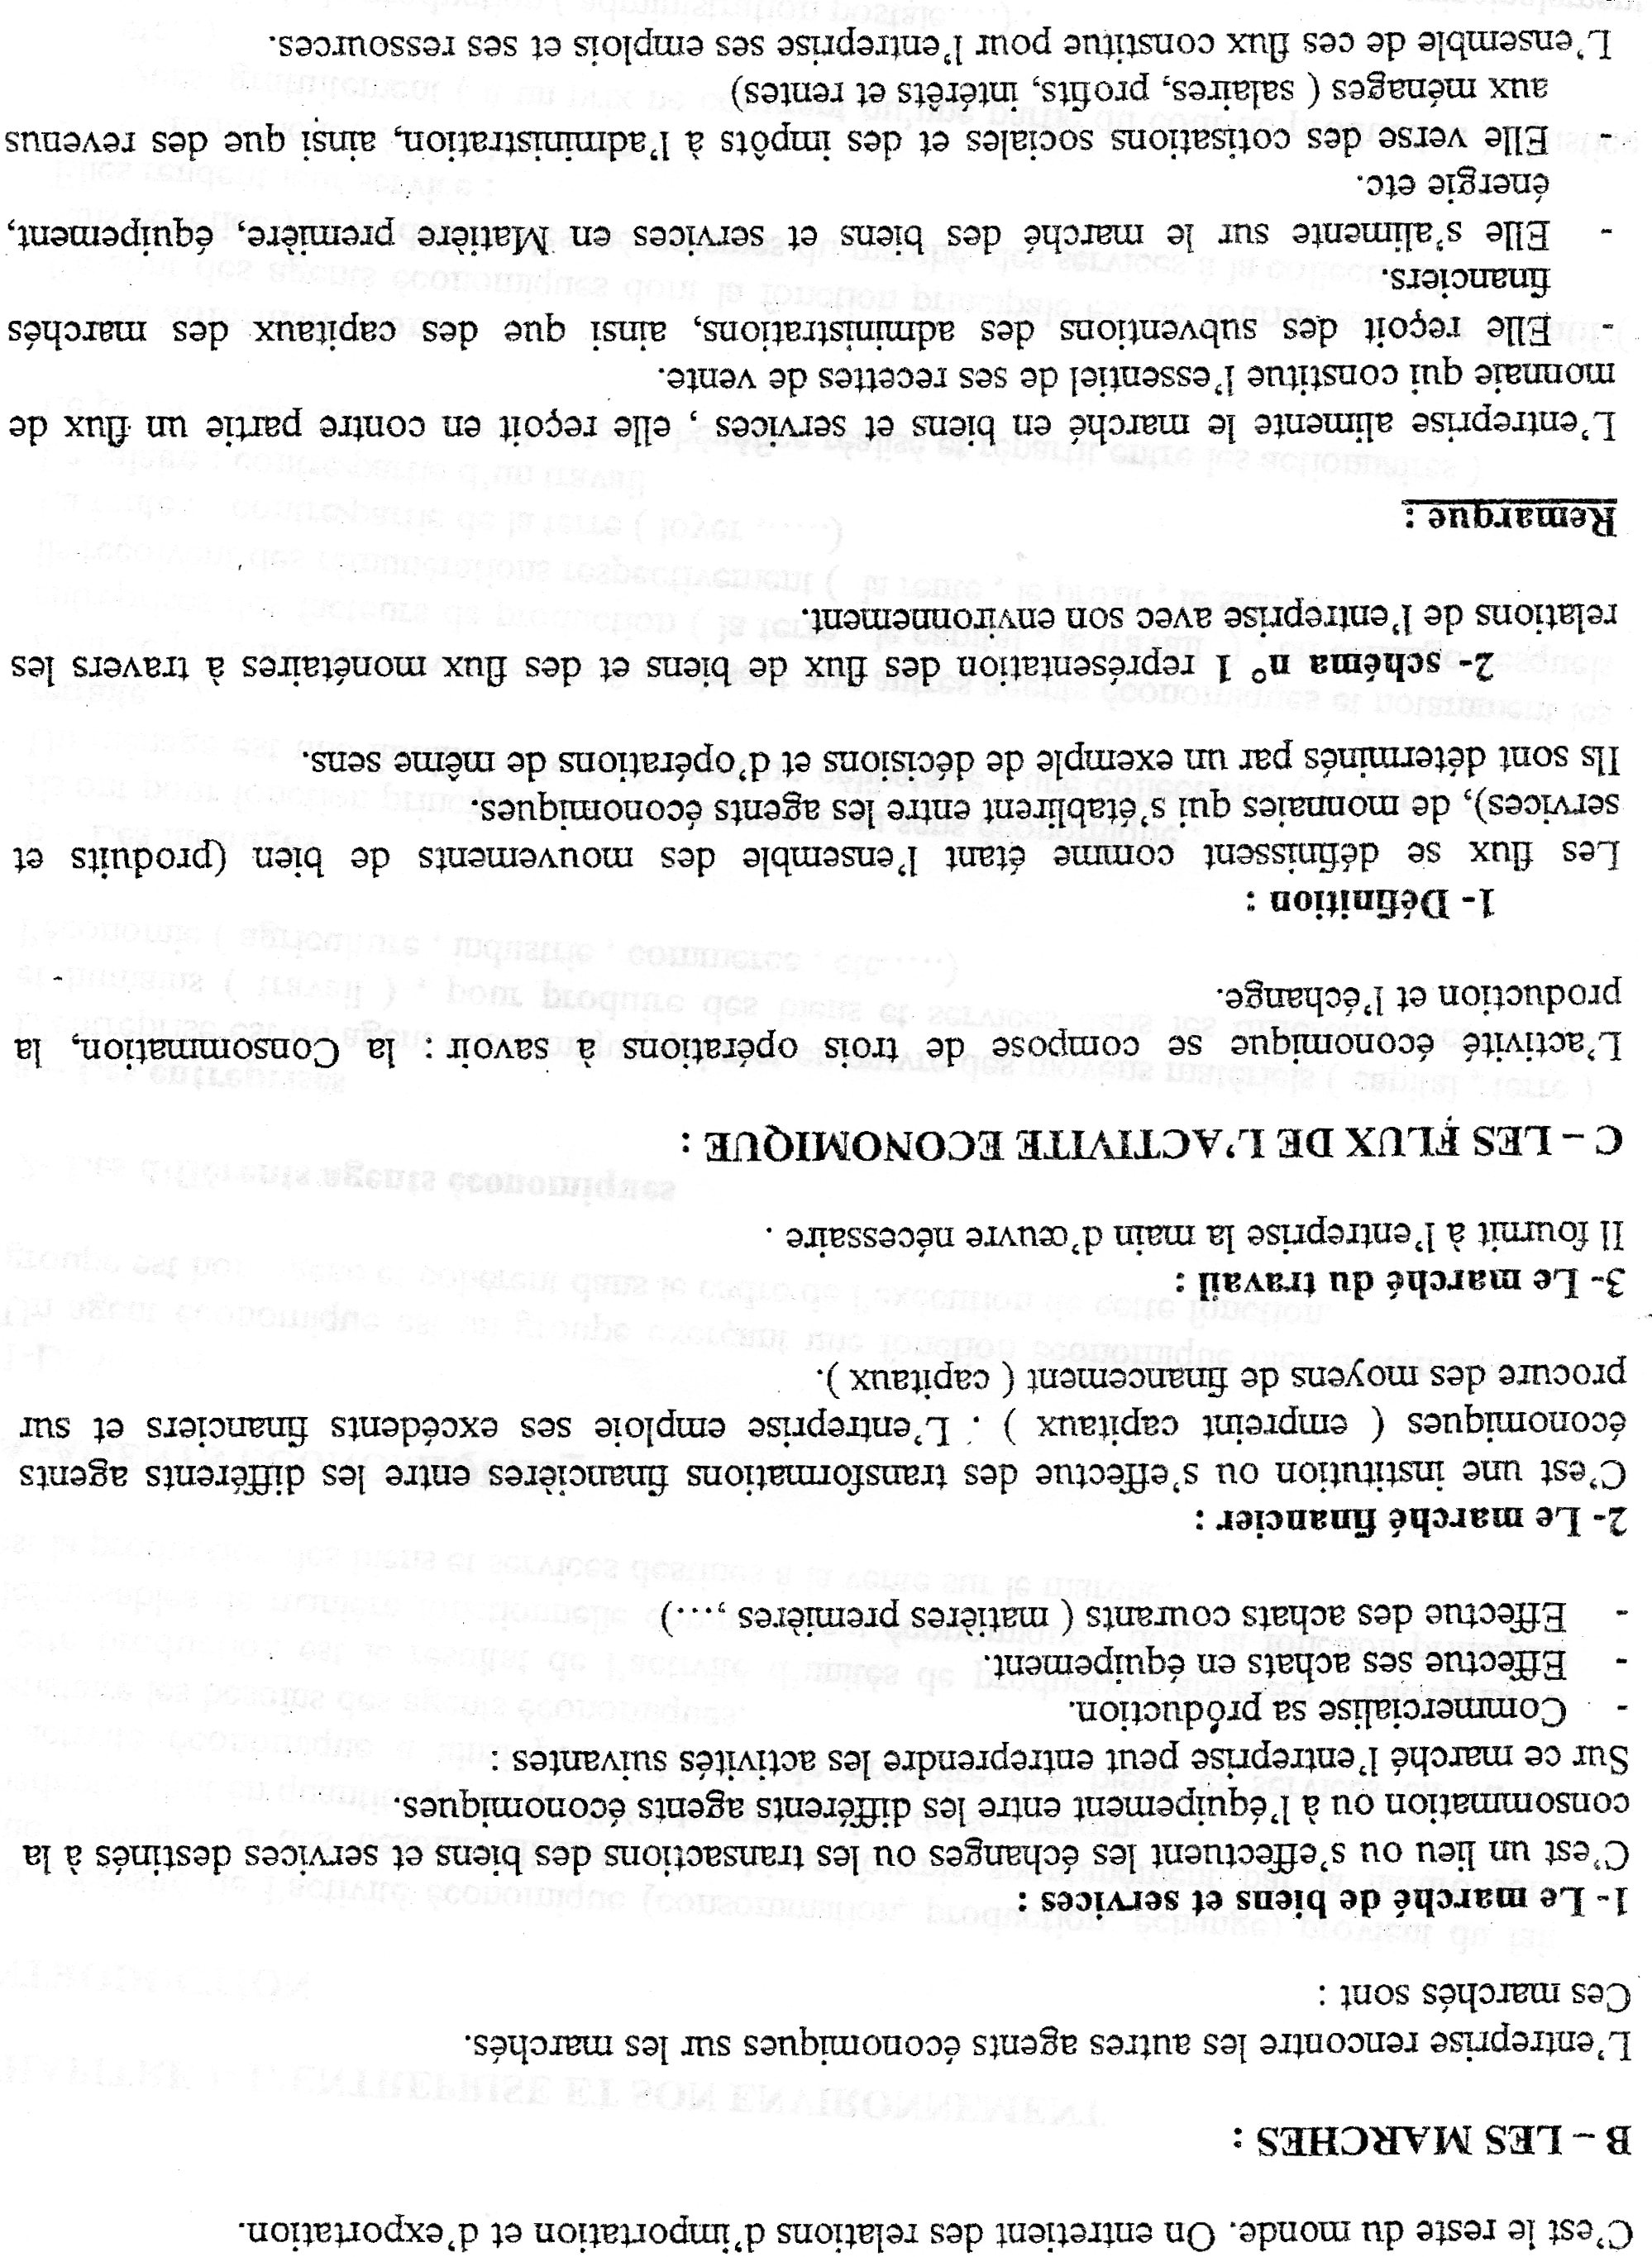 C'est le reste du monde. On entretient des relations d'importation et d'exportation.
B – LES MARCHES :
L'entreprise rencontre les autres agents économiques sur les marchés.
Ces marchés sont :
1- Le marché de biens et services :
C'est un lieu ou s'effectuent les échanges ou les transactions des biens et services destinés à la
consommation ou à l'équipement entre les différents agents économiques.
Sur ce marché l'entreprise peut entreprendre les activités suivantes :
- Commercialise sa production.
- Effectue ses achats en équipement.
- Effectue des achats courants ( matières premières ,...)
2- Le marché financier :
C'est une institution ou s'effectue des transformations financières entre les différents agents
économiques ( empreint capitaux ) . L'entreprise emploie ses excédents financiers et sur
procure des moyens de financement ( capitaux ).
3- Le marché du travail :
Il fournit à l'entreprise la main d'œuvre nécessaire .
C – LES FLUX DE L'ACTIVITE ECONOMIQUE :
L'activité économique se compose de trois opérations à savoir : la Consommation, la
production et l'échange.
1- Définition :
Les flux se définissent comme étant l'ensemble des mouvements de bien (produits et
services), de monnaies qui s'établirent entre les agents économiques.
Ils sont déterminés par un exemple de décisions et d'opérations de même sens.
2- schéma n° 1 représentation des flux de biens et des flux monétaires à travers les
relations de l'entreprise avec son environnement.
Remarque :
L'entreprise alimente le marché en biens et services , elle reçoit en contre partie un flux de
monnaie qui constitue l'essentiel de ses recettes de vente.
- Elle reçoit des subventions des administrations, ainsi que des capitaux des marchés
financiers.
- Elle s'alimente sur le marché des biens et services en Matière première, équipement,
énergie etc.
- Elle verse des cotisations sociales et des impôts à l'administration, ainsi que des revenus
aux ménages ( salaires, profits, intérêts et rentes)
L'ensemble de ces flux constitue pour l'entreprise ses emplois et ses ressources.